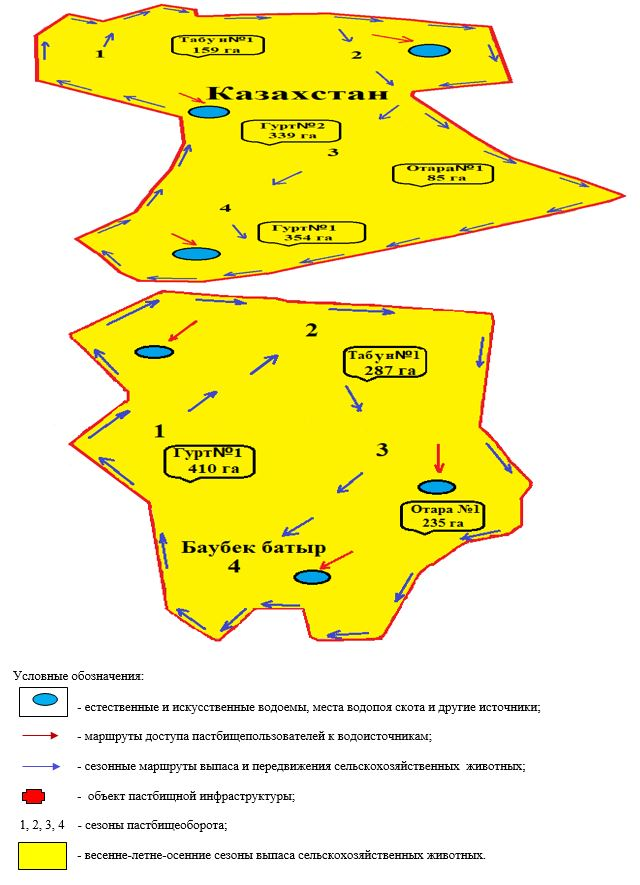 1
Табун№1
159 га
2
Казахстан
Гурт№2
339 га
3
Отара№1
85 га
4
Гурт№1
354 га
2
Табун№1
287 га
1
Гурт№1
410 га
3
Отара №1
235 га
Баубек батыр
4
Условные обозначения:
- естественные и искусственные водоемы, места водопоя скота и другие источники;
- маршруты доступа пастбищепользователей к водоисточникам;
- сезонные маршруты выпаса и передвижения сельскохозяйственных животных;
- объект пастбищной инфраструктуры;
1, 2, 3, 4 - сезоны пастбищеоборота;
- весенне-летне-осенние сезоны выпаса сельскохозяйственных животных.